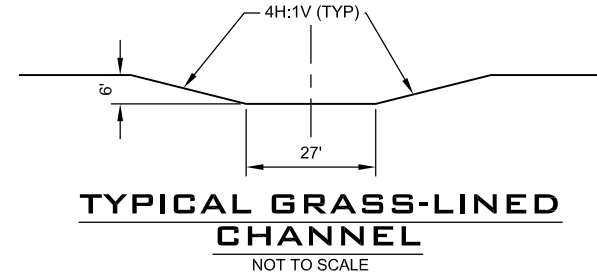 4H:1V (TYP)
6'
27'
TYPICAL GRASS-LINED
CHANNEL
NOT TO SCALE